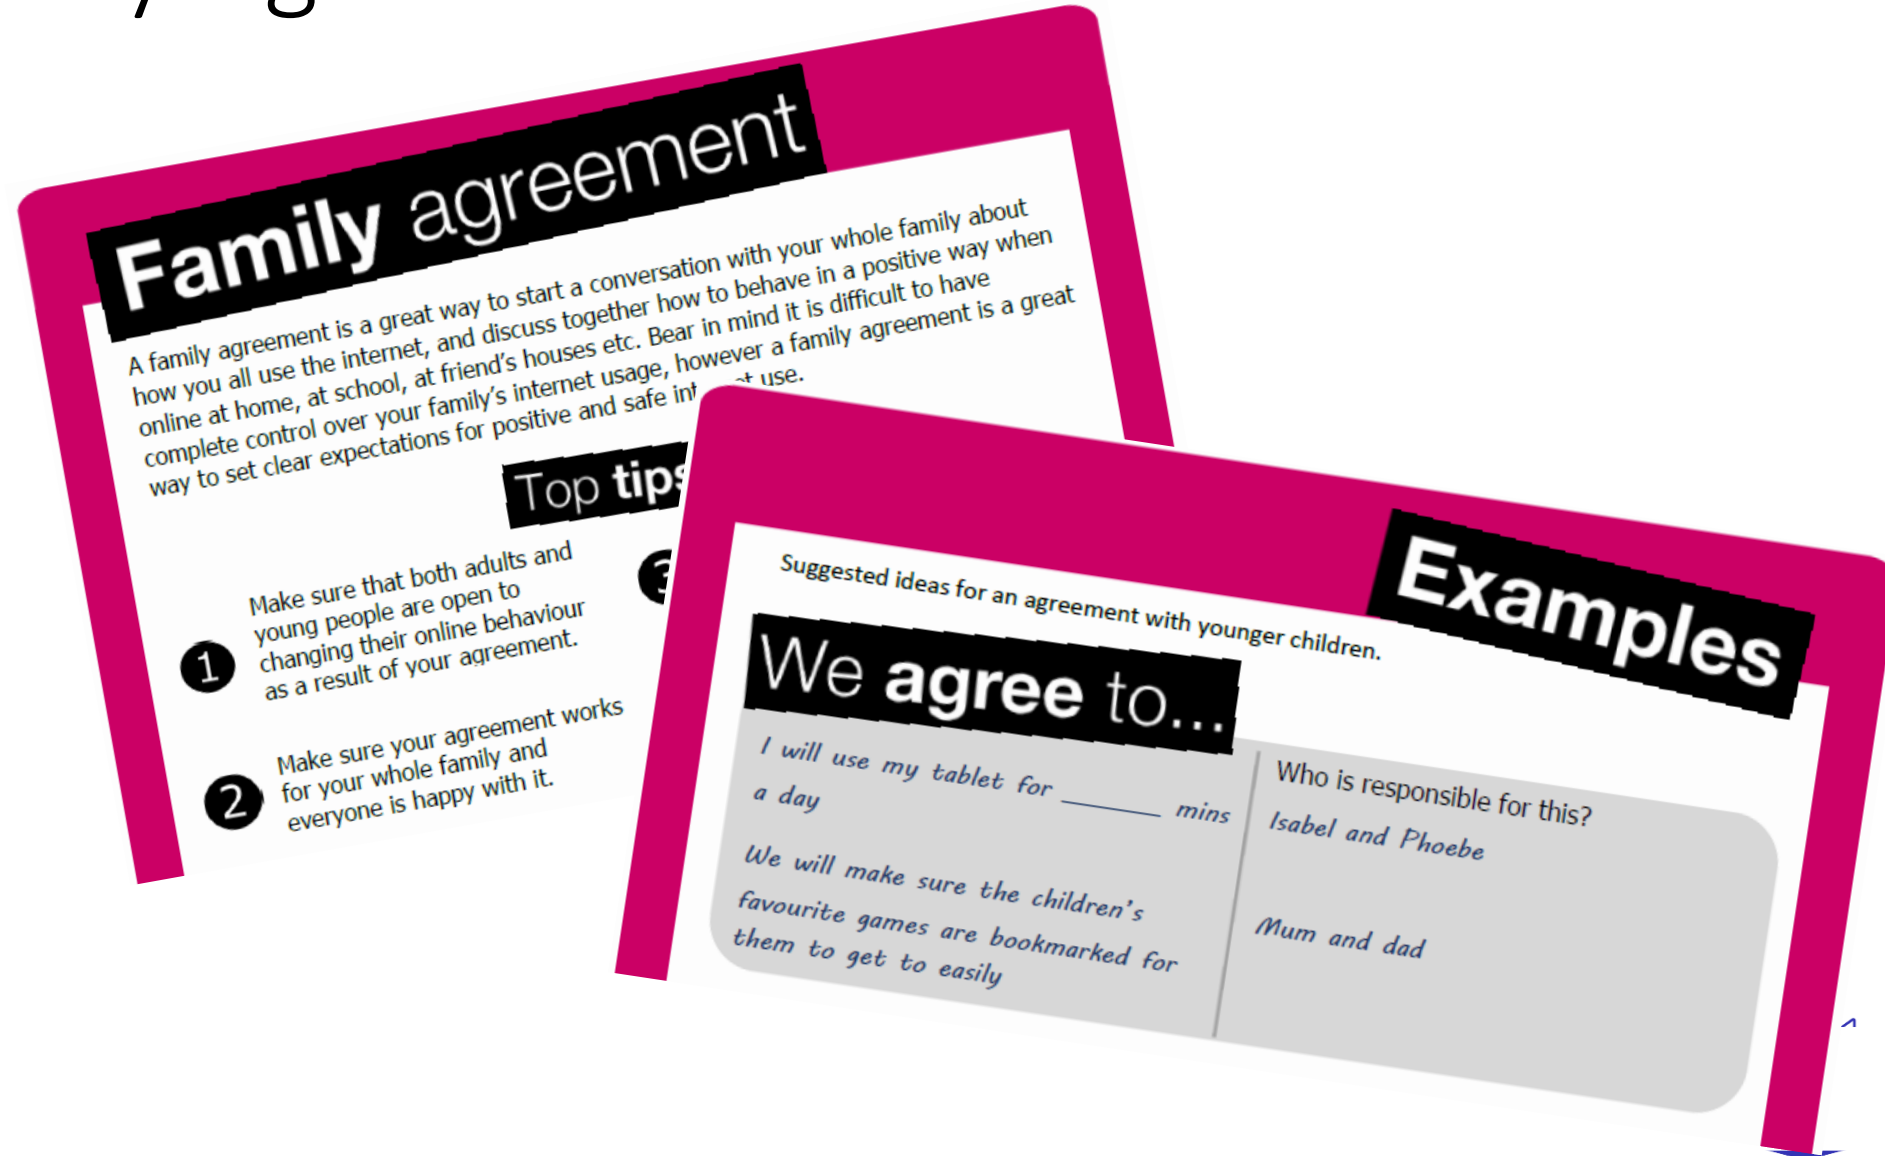 Family agreement
A family agreement is a great way to start a conversation with your whole family about
how you all use the internet, and discuss together how to behave in a positive way when
online at home, at school, at friend's houses etc. Bear in mind it is difficult to have
complete control over your family's internet usage, however a family agreement is a great
way to set clear expectations for positive and safe use.
Top tips
1
Make sure that both adults and
young people are open to
changing their online behaviour
as a result of your agreement.
2
Make sure your agreement works
for your whole family and
everyone is happy with it.
3
Examples
Suggested ideas for an agreement with younger children.
We agree to...
I will use my tablet for ______ mins
a day
We will make sure the children's
favourite games are bookmarked for
them to get to easily
Who is responsible for this?
Isabel and Phoebe
Mum and dad